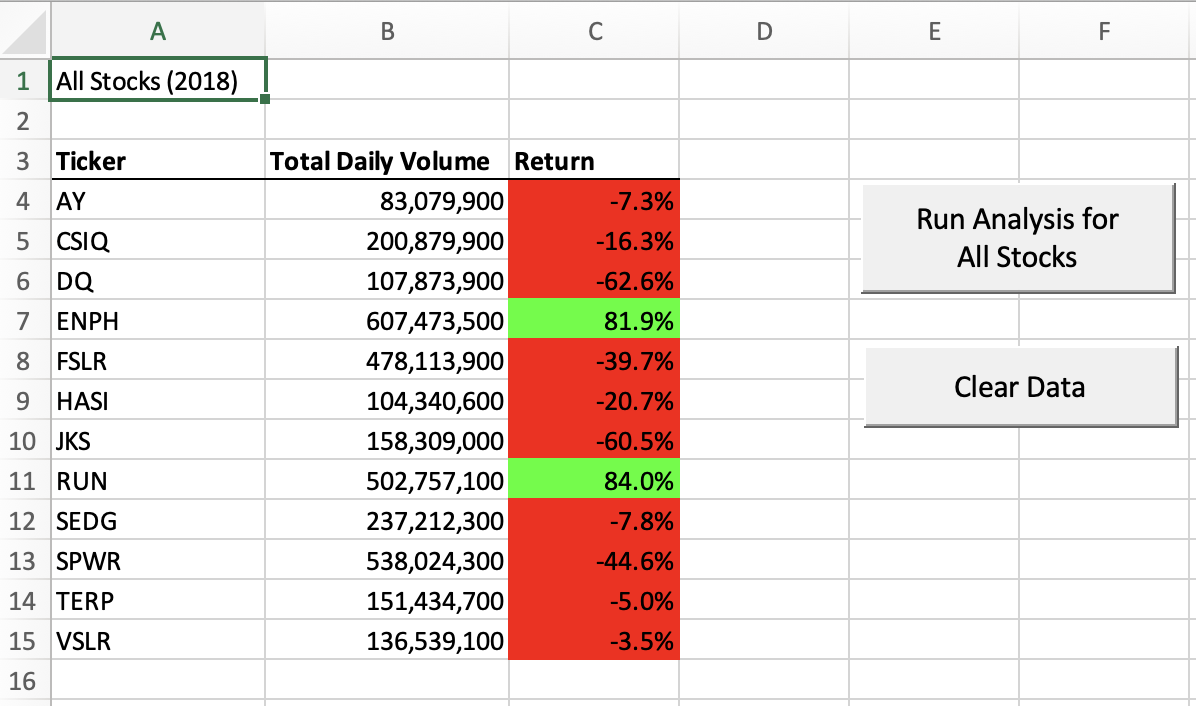 A B C D E F
1 All Stocks (2018)
2
3 Ticker Total Daily Volume Return
4 AY 83,079,900 -7.3%
5 CSIQ 200,879,900 -16.3%
6 DQ 107,873,900 -62.6%
7 ENPH 607,473,500 81.9%
8 FSLR 478,113,900 -39.7%
9 HASI 104,340,600 -20.7%
10 JKS 158,309,000 -60.5%
11 RUN 502,757,100 84.0%
12 SEDG 237,212,300 -7.8%
13 SPWR 538,024,300 -44.6%
14 TERP 151,434,700 -5.0%
15 VSLR 136,539,100 -3.5%
16
Run Analysis for
All Stocks
Clear Data